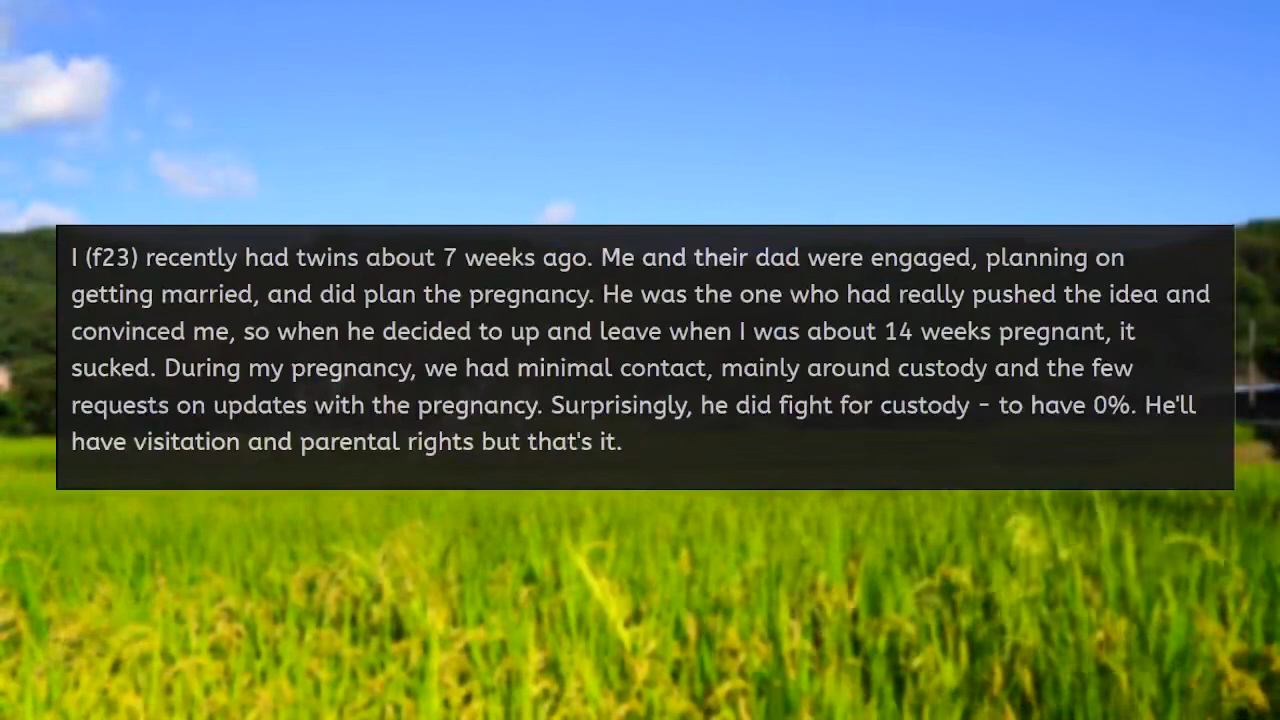 I (f23) recently had twins about 7 weeks ago. Me and their dad were engaged, planning on
getting married, and did plan the pregnancy. He was the one who had really pushed the idea and
convinced me, so when he decided to up and leave when I was about 14 weeks pregnant, it
sucked. During my pregnancy, we had minimal contact, mainly around custody and the few
requests on updates with the pregnancy. Surprisingly, he did fight for custody - to have 0%. He'll
have visitation and parental rights but that's it.